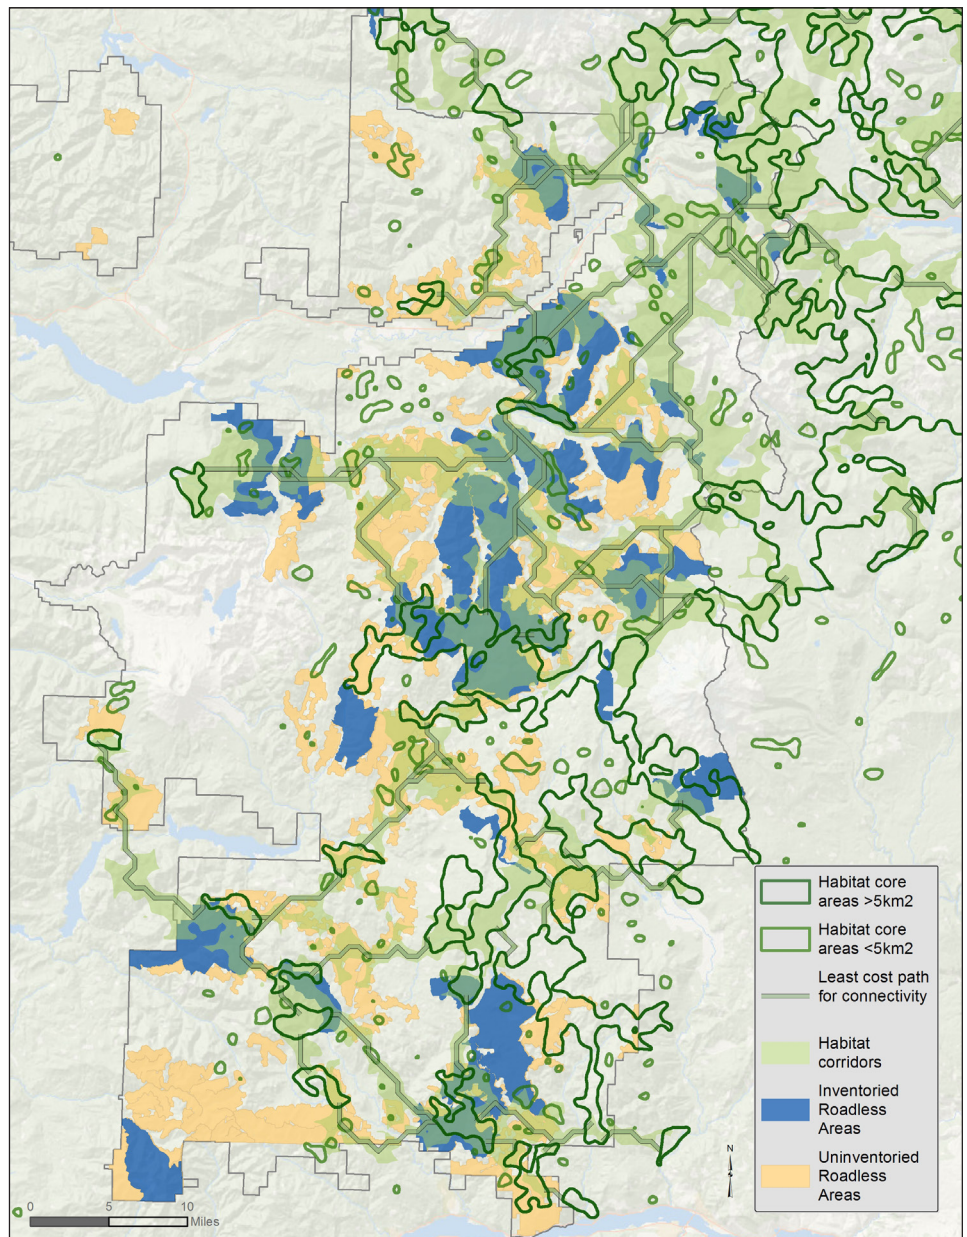 Habitat core
areas >5km2
Habitat core
areas <5km2
Least cost path
for connectivity
Habitat
corridors
Inventoried
Roadless
Areas
Uninventoried
Roadless
Areas
N
0 5 10
Miles